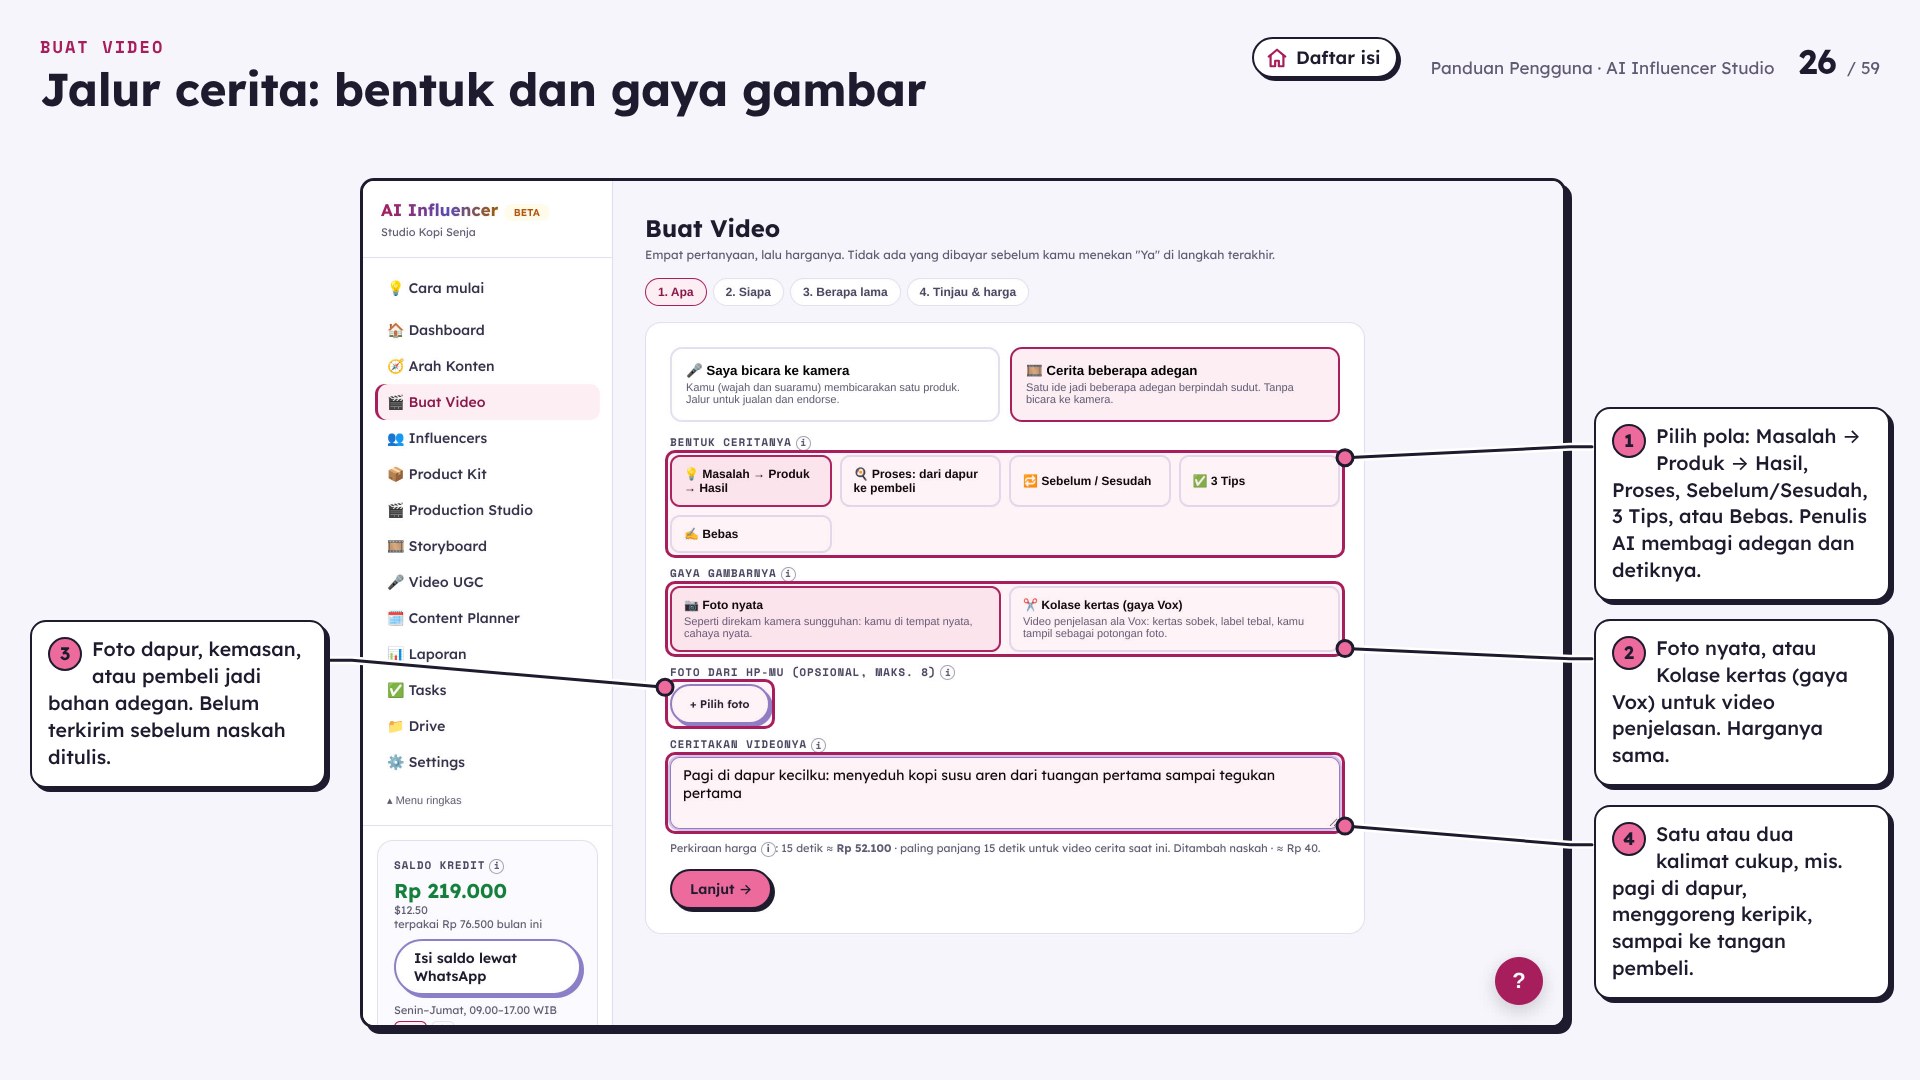 BUAT VIDEO
Jalur cerita: bentuk dan gaya gambar
Daftar isi
Panduan Pengguna · AI Influencer Studio
26 / 59
AI Influencer BETA
Studio Kopi Senja
Cara mulai
Dashboard
Arah Konten
Buat Video
Influencers
Product Kit
Production Studio
Storyboard
Video UGC
Content Planner
Laporan
Tasks
Drive
Settings
▴ Menu ringkas
SALDO KREDIT i
Rp 219.000
$12.50
terpakai Rp 76.500 bulan ini
Isi saldo lewat
WhatsApp
Senin–Jumat, 09.00–17.00 WIB
Buat Video
Empat pertanyaan, lalu harganya. Tidak ada yang dibayar sebelum kamu menekan "Ya" di langkah terakhir.
1. Apa
2. Siapa
3. Berapa lama
4. Tinjau & harga
Saya bicara ke kamera
Kamu (wajah dan suaramu) membicarakan satu produk.
Jalur untuk jualan dan endorse.
Cerita beberapa adegan
Satu ide jadi beberapa adegan berpindah sudut. Tanpa
bicara ke kamera.
BENTUK CERITANYA i
Masalah → Produk
→ Hasil
Proses: dari dapur
ke pembeli
Sebelum / Sesudah
3 Tips
Bebas
GAYA GAMBARNYA i
Foto nyata
Seperti direkam kamera sungguhan: kamu di tempat nyata,
cahaya nyata.
Kolase kertas (gaya Vox)
Video penjelasan ala Vox: kertas sobek, label tebal, kamu
tampil sebagai potongan foto.
FOTO DARI HP-MU (OPSIONAL, MAKS. 8) i
+ Pilih foto
CERITAKAN VIDEONYA i
Pagi di dapur kecilku: menyeduh kopi susu aren dari tuangan pertama sampai tegukan
pertama
Perkiraan harga i: 15 detik ≈ Rp 52.100 · paling panjang 15 detik untuk video cerita saat ini. Ditambah naskah · ≈ Rp 40.
Lanjut →
?
1 Pilih pola: Masalah →
Produk → Hasil,
Proses, Sebelum/Sesudah,
3 Tips, atau Bebas. Penulis
AI membagi adegan dan
detiknya.
2 Foto nyata, atau
Kolase kertas (gaya
Vox) untuk video
penjelasan. Harganya
sama.
3 Foto dapur, kemasan,
atau pembeli jadi
bahan adegan. Belum
terkirim sebelum naskah
ditulis.
4 Satu atau dua
kalimat cukup, mis.
pagi di dapur,
menggoreng keripik,
sampai ke tangan
pembeli.